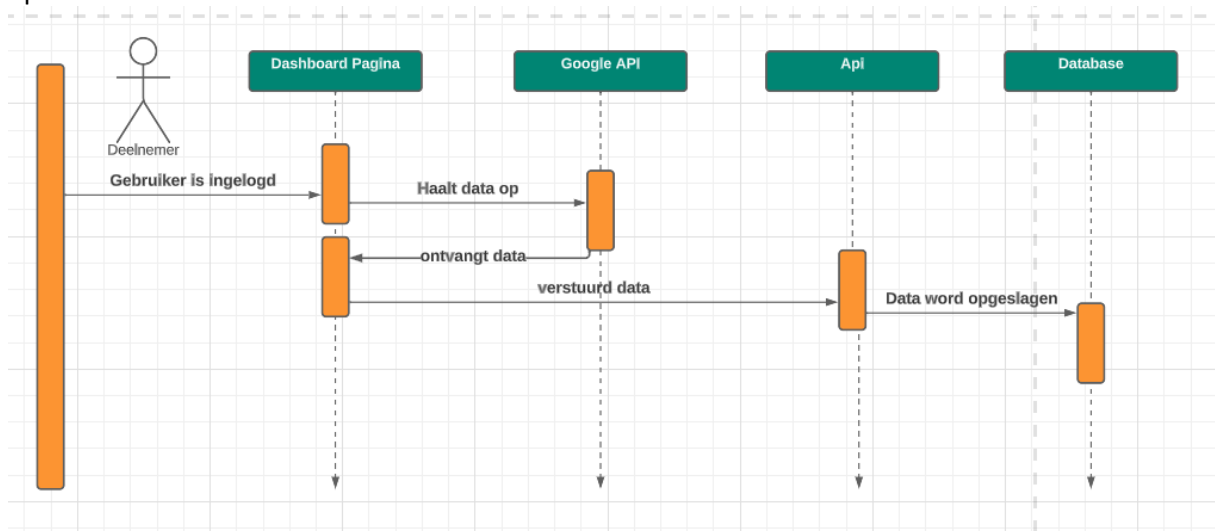 Dashboard Pagina
Google API
Api
Database
Deelnemer
Gebruiker is ingelogd
Haalt data op
ontvangt data
verstuurd data
Data word opgeslagen